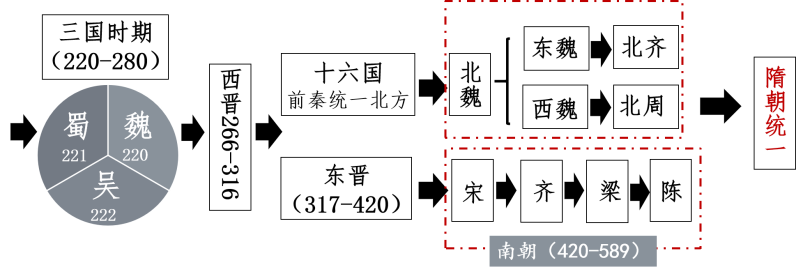 三国时期
(220-280)
蜀
221
魏
220
吴
222
西晋266-316
十六国
前秦统一北方
东晋
(317-420)
北魏
东魏
北齐
西魏
北周
宋
齐
梁
陈
南朝（420-589）
隋朝统一